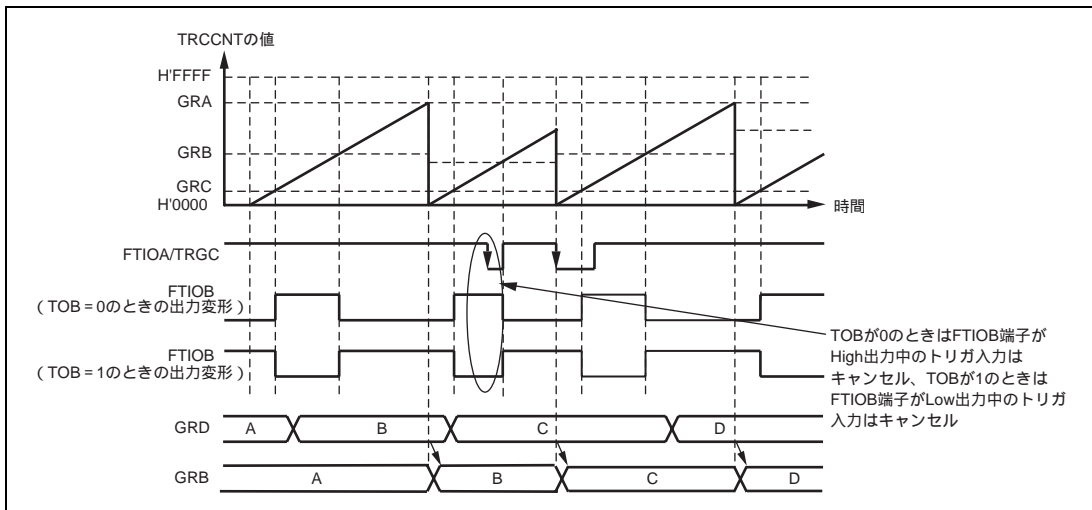 TRCCNTの値
H'FFFF
GRA
GRB
GRC
H'0000
時間
FTIOA/TRGC
FTIOB
(TOB = 0のときの出力変形)
FTIOB
(TOB = 1のときの出力変形)
TOBが0のときはFTIOB端子が
High出力中のトリガ入力は
キャンセル、TOBが1のときは
FTIOB端子がLow出力中のトリガ
入力はキャンセル
GRD A B C D
GRB A B C D